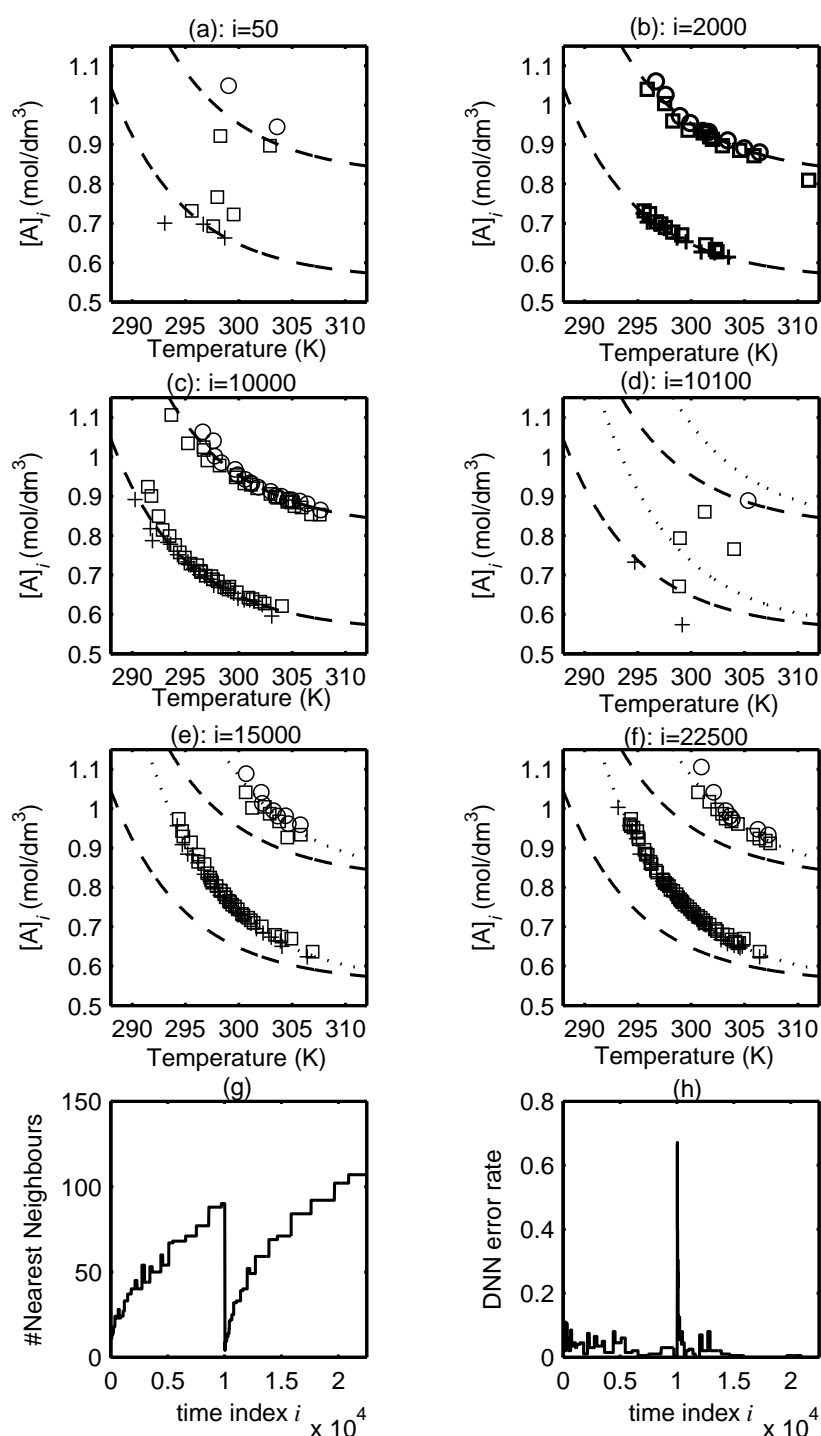 (a): i=50
(b): i=2000
1.1
1
0.9
0.8
0.7
0.6
0.5
[A]i (mol/dm3)
290 295 300 305 310
Temperature (K)
1.1
1
0.9
0.8
0.7
0.6
0.5
[A]i (mol/dm3)
290 295 300 305 310
Temperature (K)
(c): i=10000
(d): i=10100
1.1
1
0.9
0.8
0.7
0.6
0.5
[A]i (mol/dm3)
290 295 300 305 310
Temperature (K)
1.1
1
0.9
0.8
0.7
0.6
0.5
[A]i (mol/dm3)
290 295 300 305 310
Temperature (K)
(e): i=15000
(f): i=22500
1.1
1
0.9
0.8
0.7
0.6
0.5
[A]i (mol/dm3)
290 295 300 305 310
Temperature (K)
1.1
1
0.9
0.8
0.7
0.6
0.5
[A]i (mol/dm3)
290 295 300 305 310
Temperature (K)
(g)
(h)
150
100
50
0
#Nearest Neighbours
0 0.5 1 1.5 2
time index i
x 10^4
0.8
0.6
0.4
0.2
0
DNN error rate
0 0.5 1 1.5 2
time index i
x 10^4